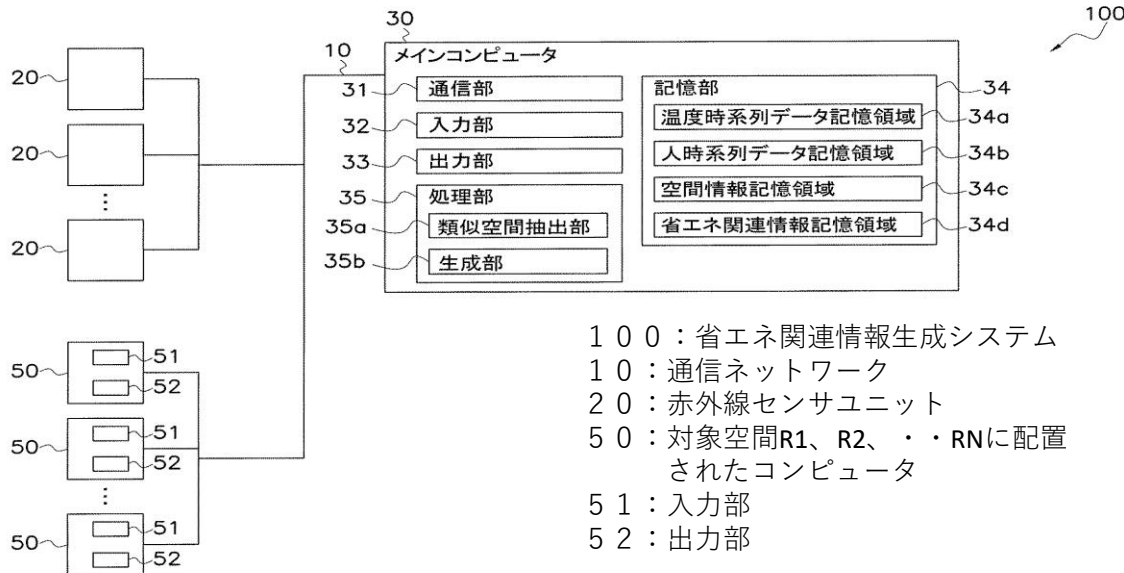 100
30
10
メインコンピュータ
31 通信部
32 入力部
33 出力部
35 処理部
35a 類似空間抽出部
35b 生成部
記憶部 34
温度時系列データ記憶領域 34a
人時系列データ記憶領域 34b
空間情報記憶領域 34c
省エネ関連情報記憶領域 34d
20
20
⋮
20
50 51
52
50 51
52
⋮
50 51
52
100：省エネ関連情報生成システム
10：通信ネットワーク
20：赤外線センサユニット
50：対象空間R1、R2、・・RNに配置
されたコンピュータ
51：入力部
52：出力部